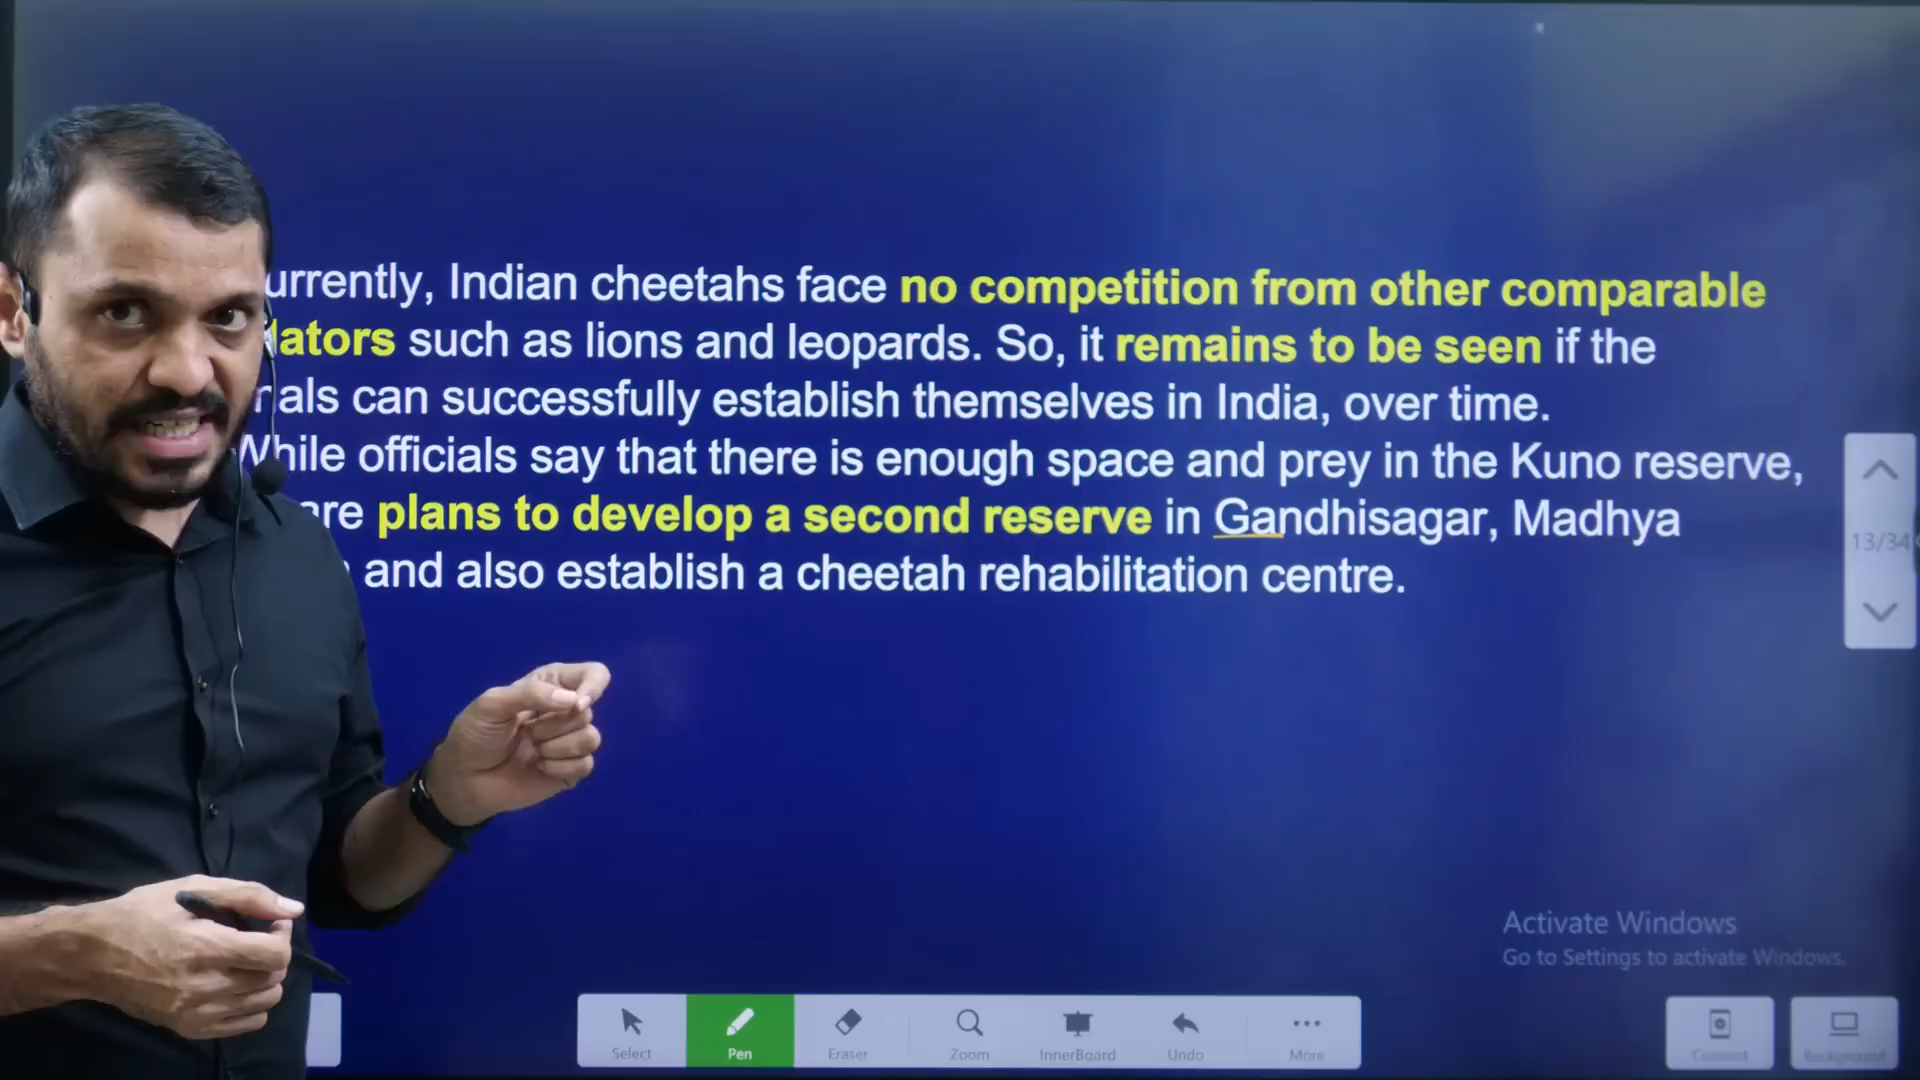 urrently, Indian cheetahs face no competition from other comparable
lators such as lions and leopards. So, it remains to be seen if the
als can successfully establish themselves in India, over time.
While officials say that there is enough space and prey in the Kuno reserve,
are plans to develop a second reserve in Gandhisagar, Madhya
and also establish a cheetah rehabilitation centre.
13/34
Activate Windows
Go to Settings to activate Windows.
Select
Pen
Eraser
Zoom
InnerBoard
Undo
More
Background